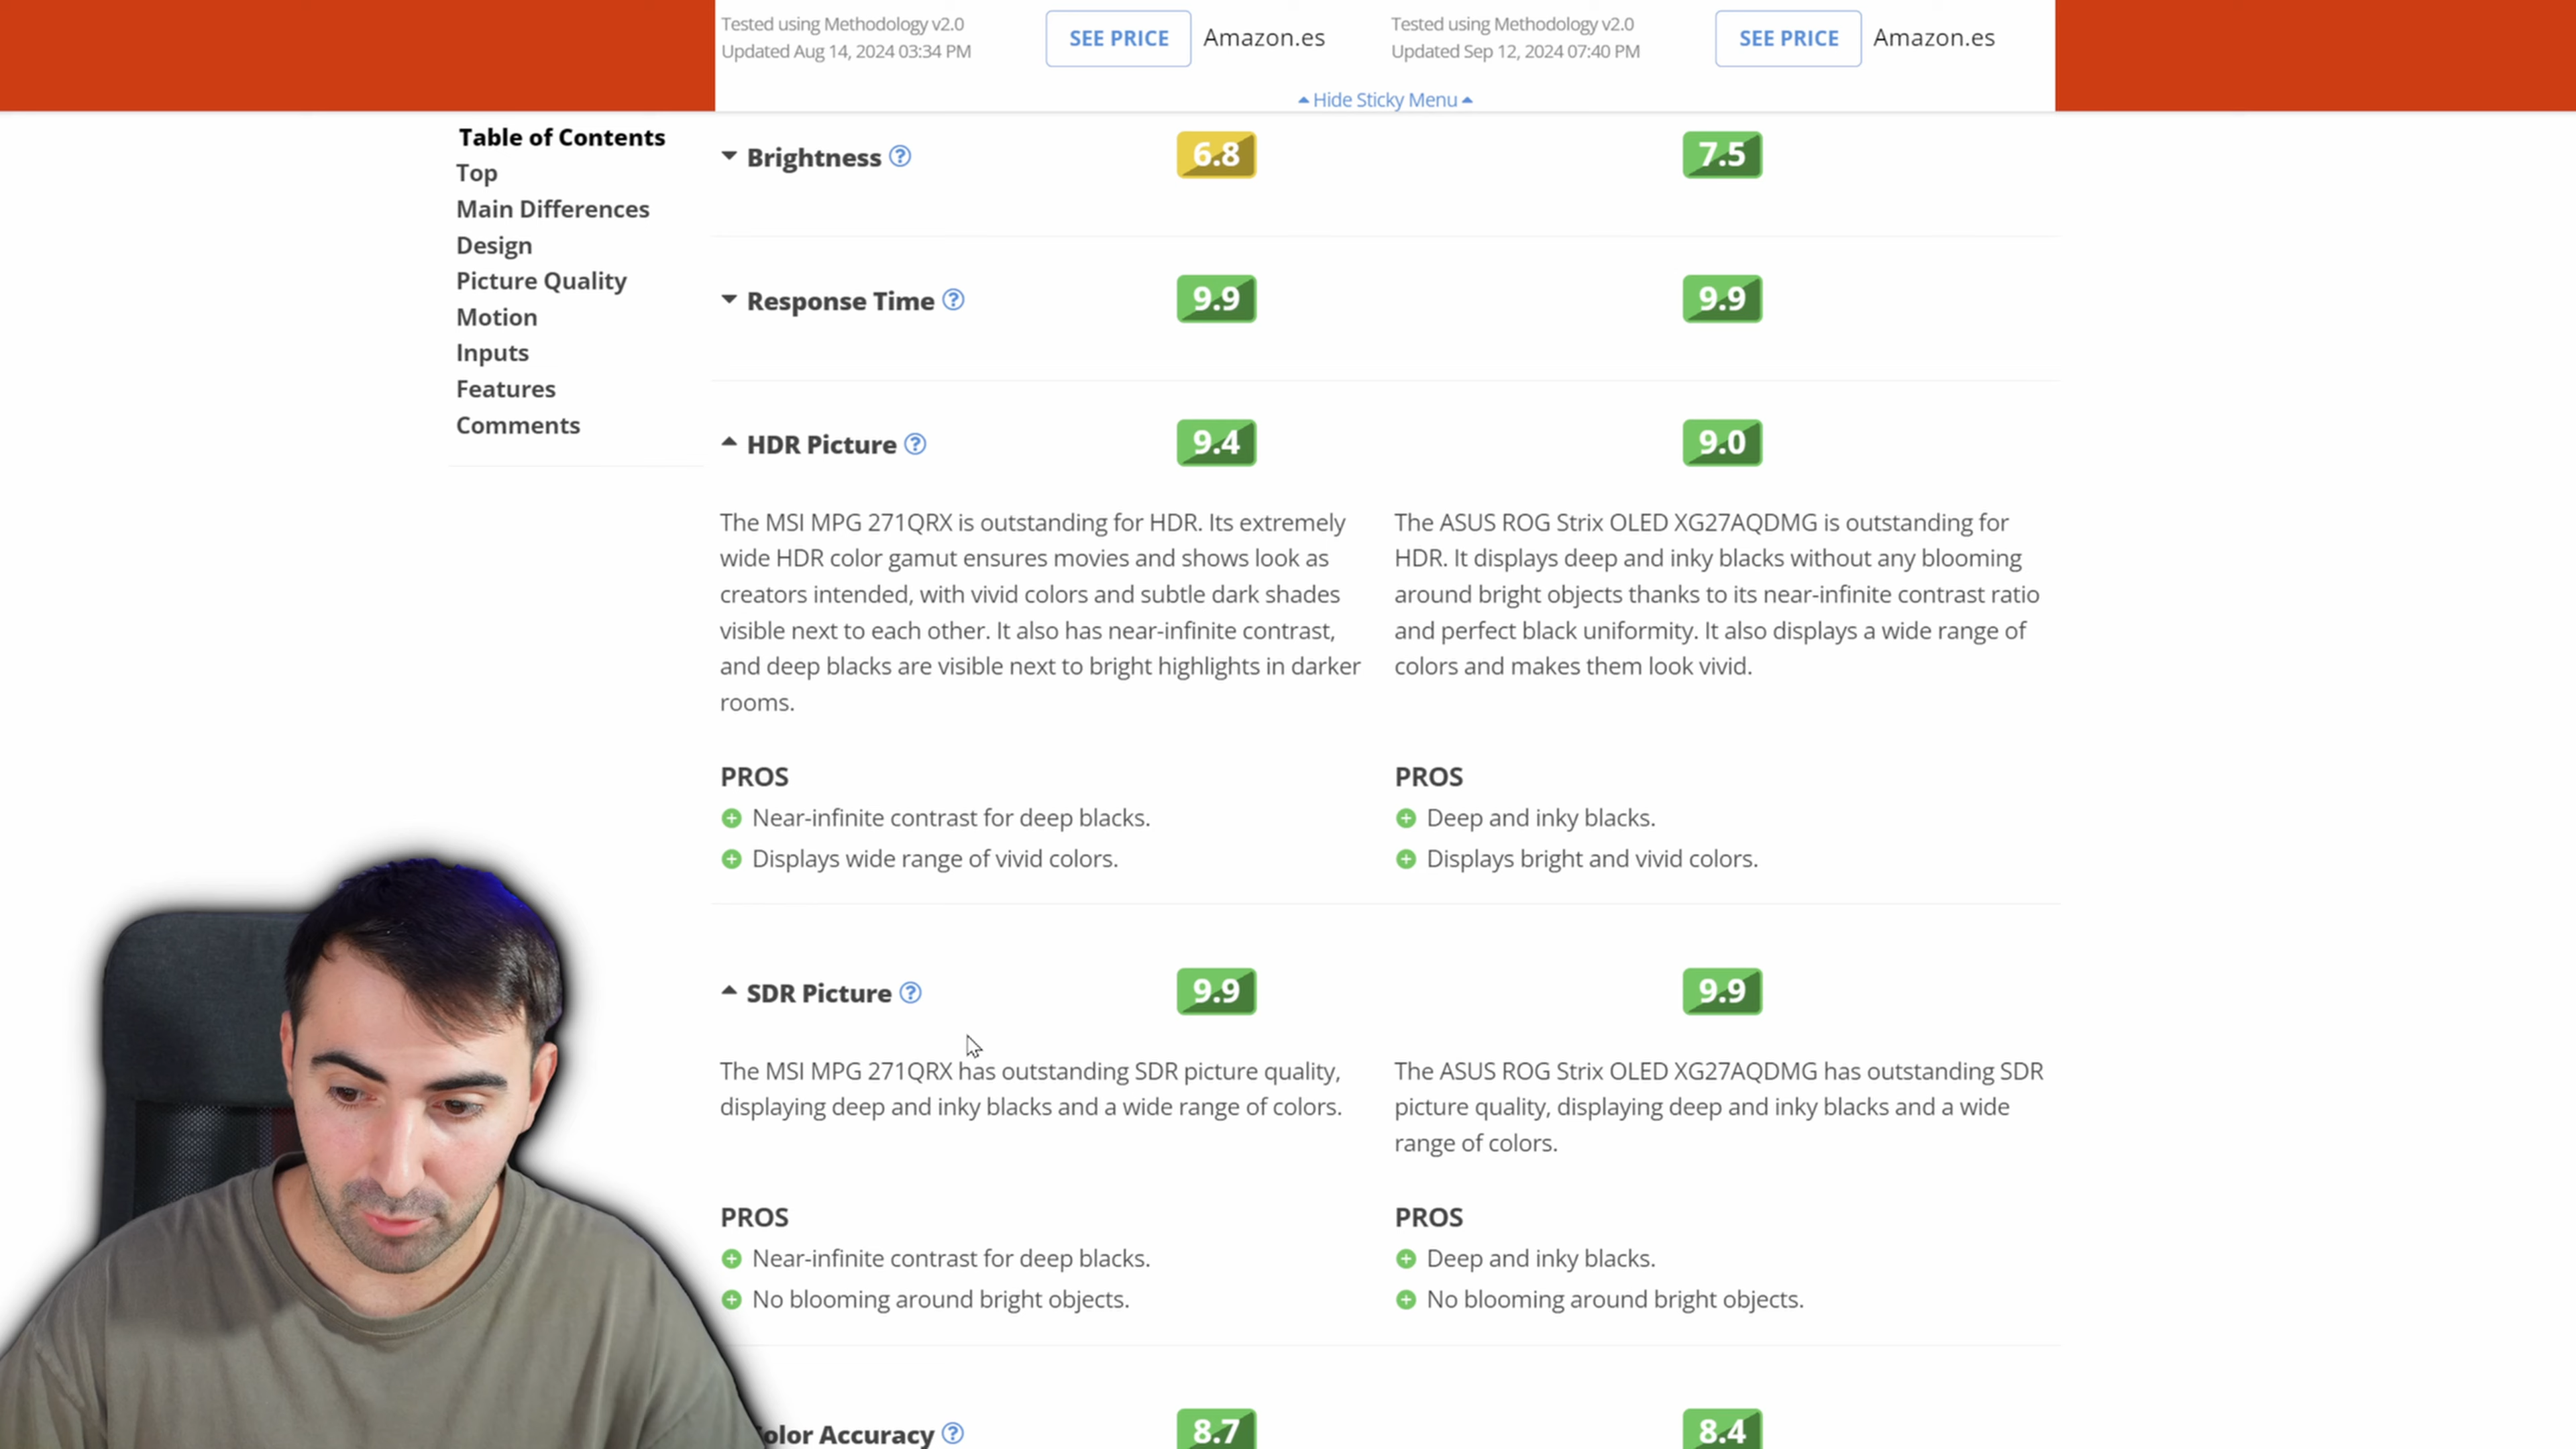 Tested using Methodology v2.0
Updated Aug 14, 2024 03:34 PM
SEE PRICE
Amazon.es
Tested using Methodology v2.0
Updated Sep 12, 2024 07:40 PM
SEE PRICE
Amazon.es
Hide Sticky Menu
Table of Contents
Top
Main Differences
Design
Picture Quality
Motion
Inputs
Features
Comments
Brightness ? 6.8 7.5
Response Time ? 9.9 9.9
HDR Picture ? 9.4 9.0
The MSI MPG 271QRX is outstanding for HDR. Its extremely
wide HDR color gamut ensures movies and shows look as
creators intended, with vivid colors and subtle dark shades
visible next to each other. It also has near-infinite contrast,
and deep blacks are visible next to bright highlights in darker
rooms.
PROS
Near-infinite contrast for deep blacks.
Displays wide range of vivid colors.
The ASUS ROG Strix OLED XG27AQDMG is outstanding for
HDR. It displays deep and inky blacks without any blooming
around bright objects thanks to its near-infinite contrast ratio
and perfect black uniformity. It also displays a wide range of
colors and makes them look vivid.
PROS
Deep and inky blacks.
Displays bright and vivid colors.
SDR Picture ? 9.9 9.9
The MSI MPG 271QRX has outstanding SDR picture quality,
displaying deep and inky blacks and a wide range of colors.
PROS
Near-infinite contrast for deep blacks.
No blooming around bright objects.
The ASUS ROG Strix OLED XG27AQDMG has outstanding SDR
picture quality, displaying deep and inky blacks and a wide
range of colors.
PROS
Deep and inky blacks.
No blooming around bright objects.
olor Accuracy ? 8.7 8.4